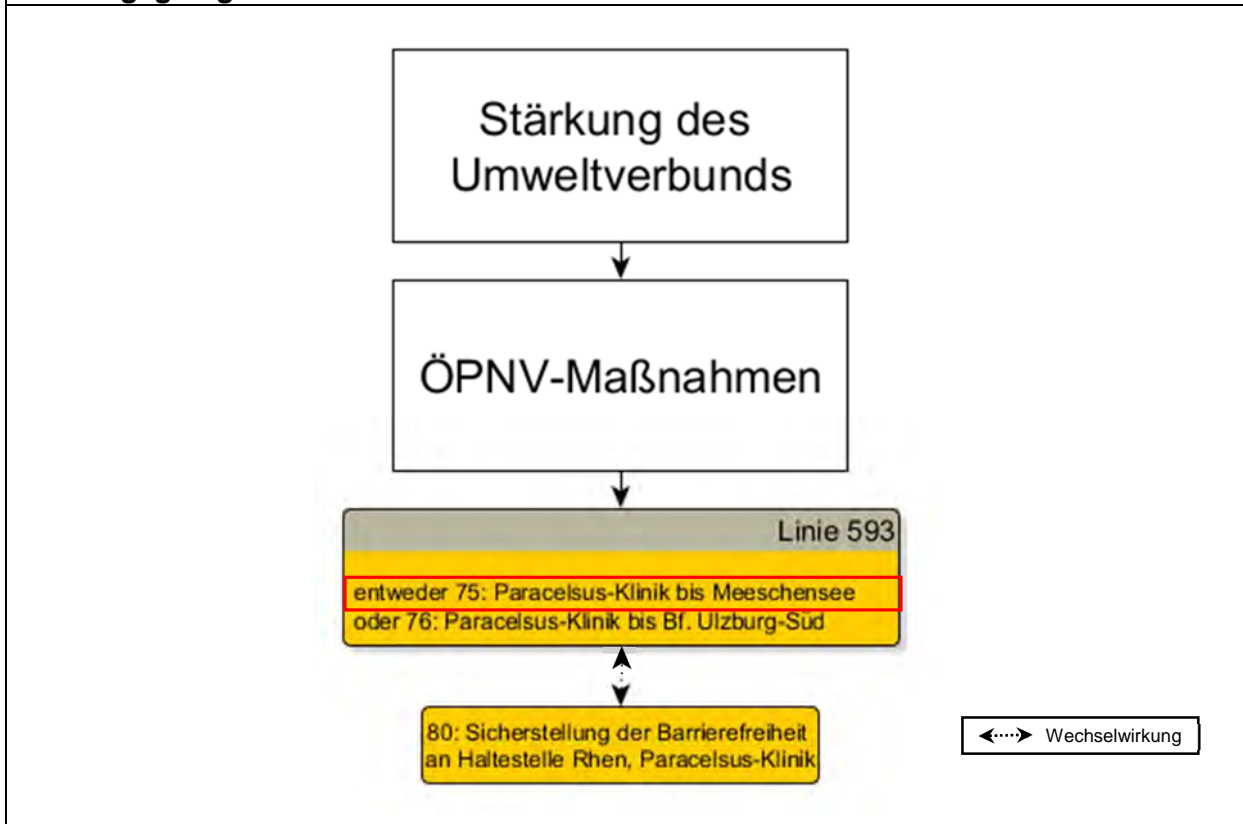 Stärkung des
Umweltverbunds
ÖPNV-Maßnahmen
Linie 593
entweder 75: Paracelsus-Klinik bis Meeschensee
oder 76: Paracelsus-Klinik bis Bf. Ulzburg-Süd
80: Sicherstellung der Barrierefreiheit
an Haltestelle Rhen, Paracelsus-Klinik
Wechselwirkung